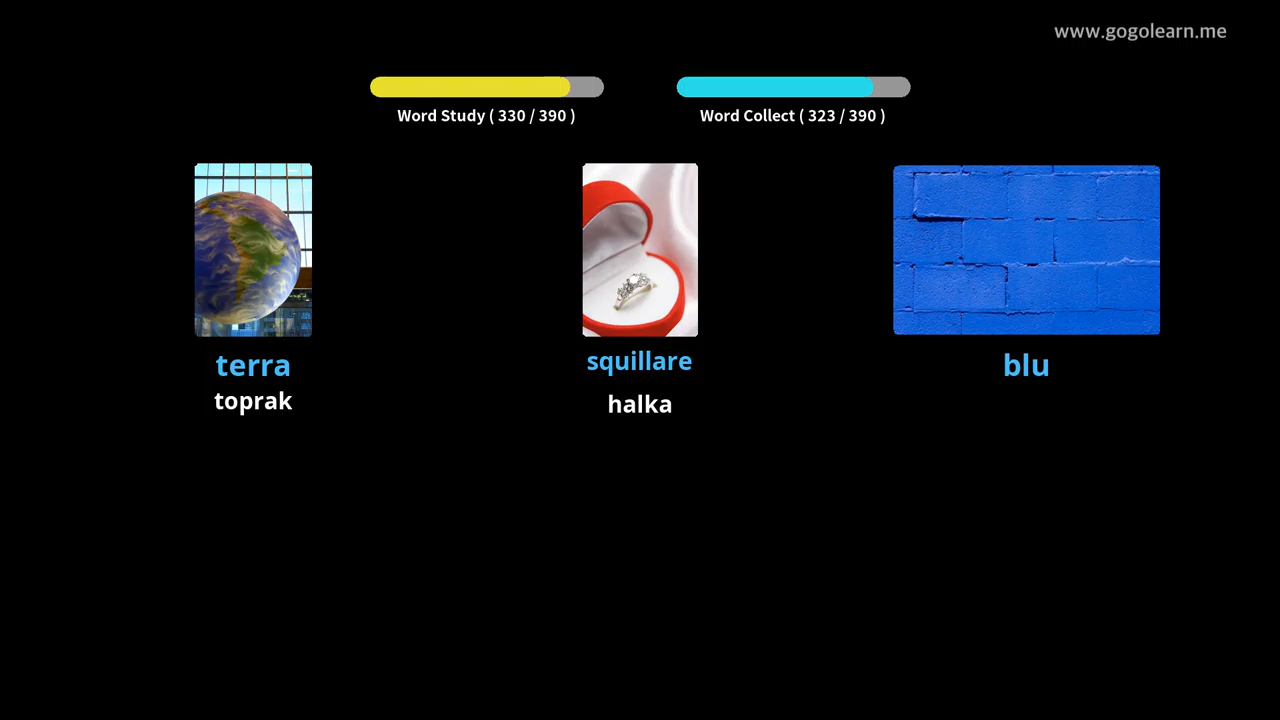 www.gogolearn.me
Word Study ( 330 / 390 )
Word Collect ( 323 / 390 )
terra
toprak
squillare
halka
blu